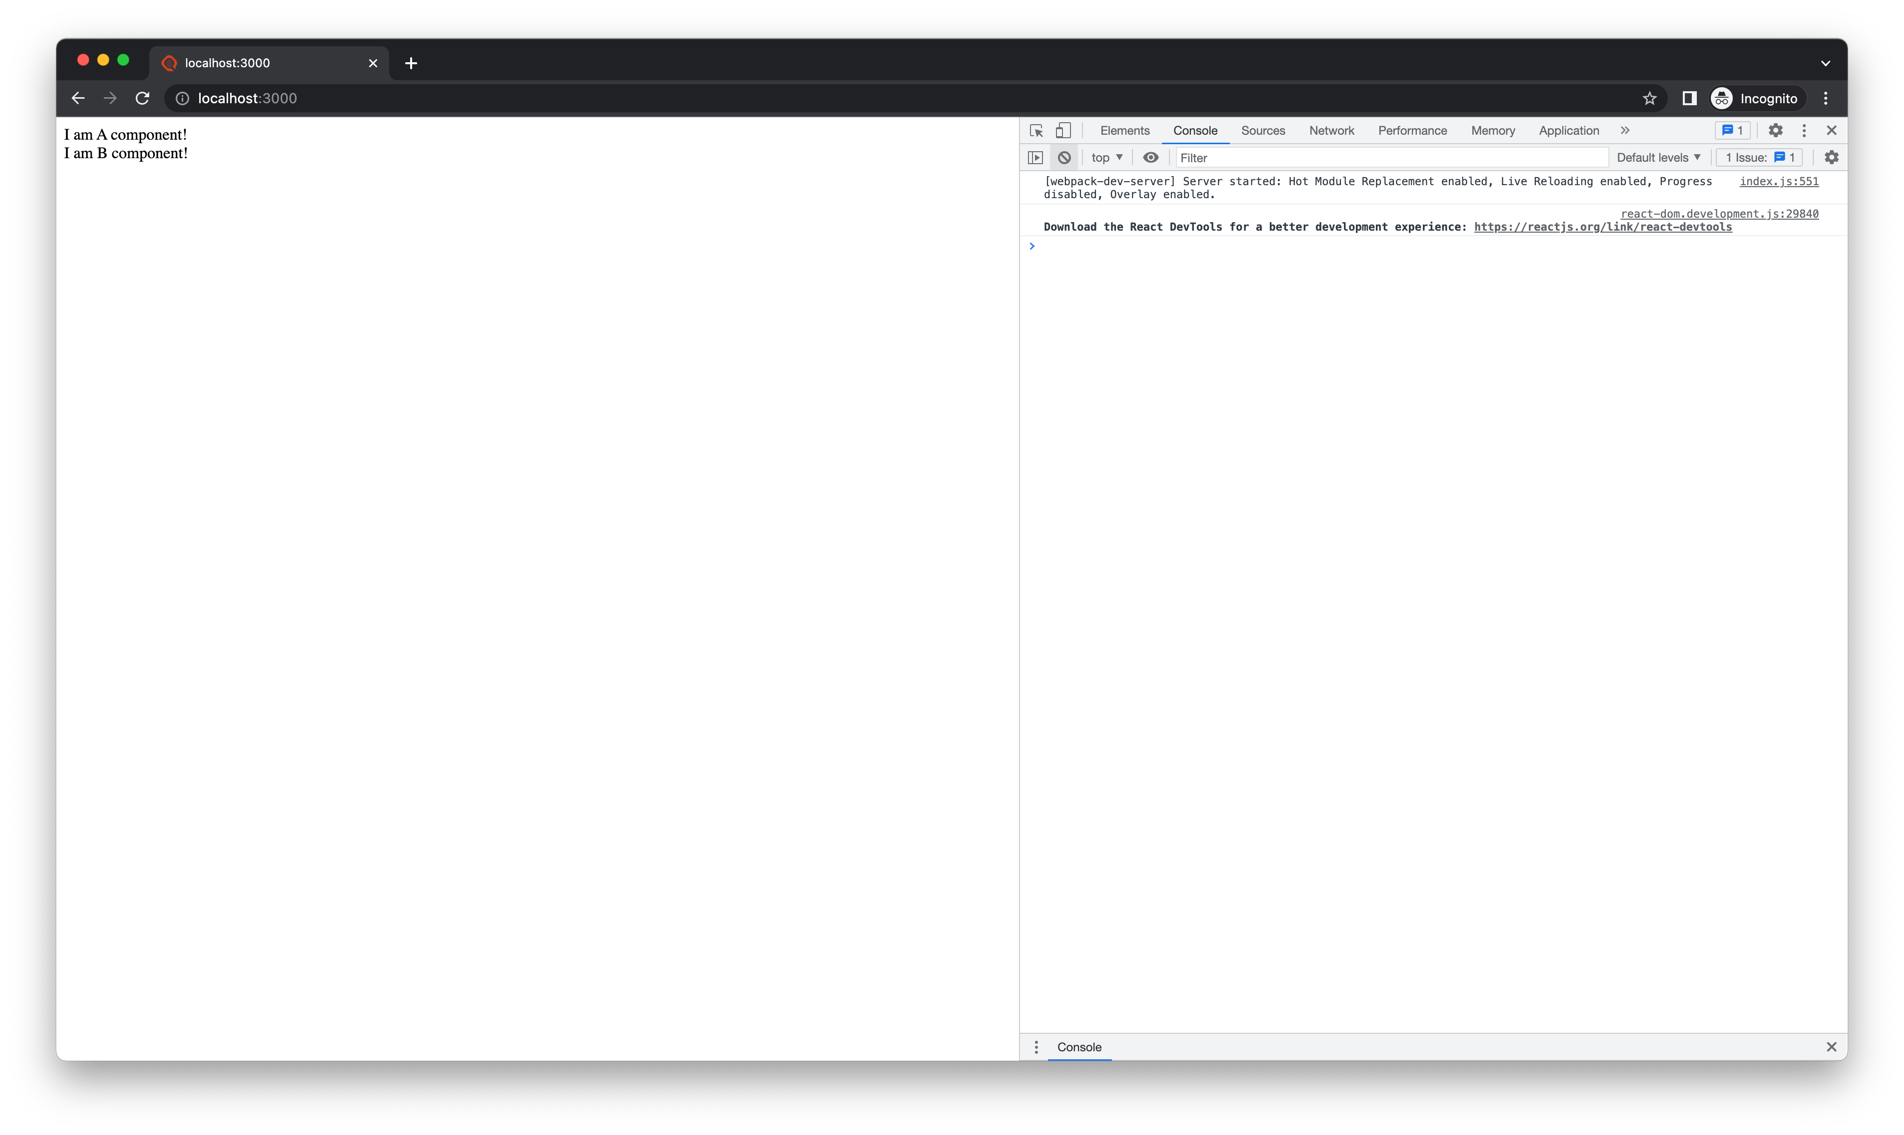 localhost:3000
localhost:3000
Incognito
I am A component!
I am B component!
Elements Console Sources Network Performance Memory Application 1
top Filter Default levels 1 Issue: 1
[webpack-dev-server] Server started: Hot Module Replacement enabled, Live Reloading enabled, Progress index.js:551
disabled, Overlay enabled.
react-dom.development.js:29840
Download the React DevTools for a better development experience: https://reactjs.org/link/react-devtools
Console